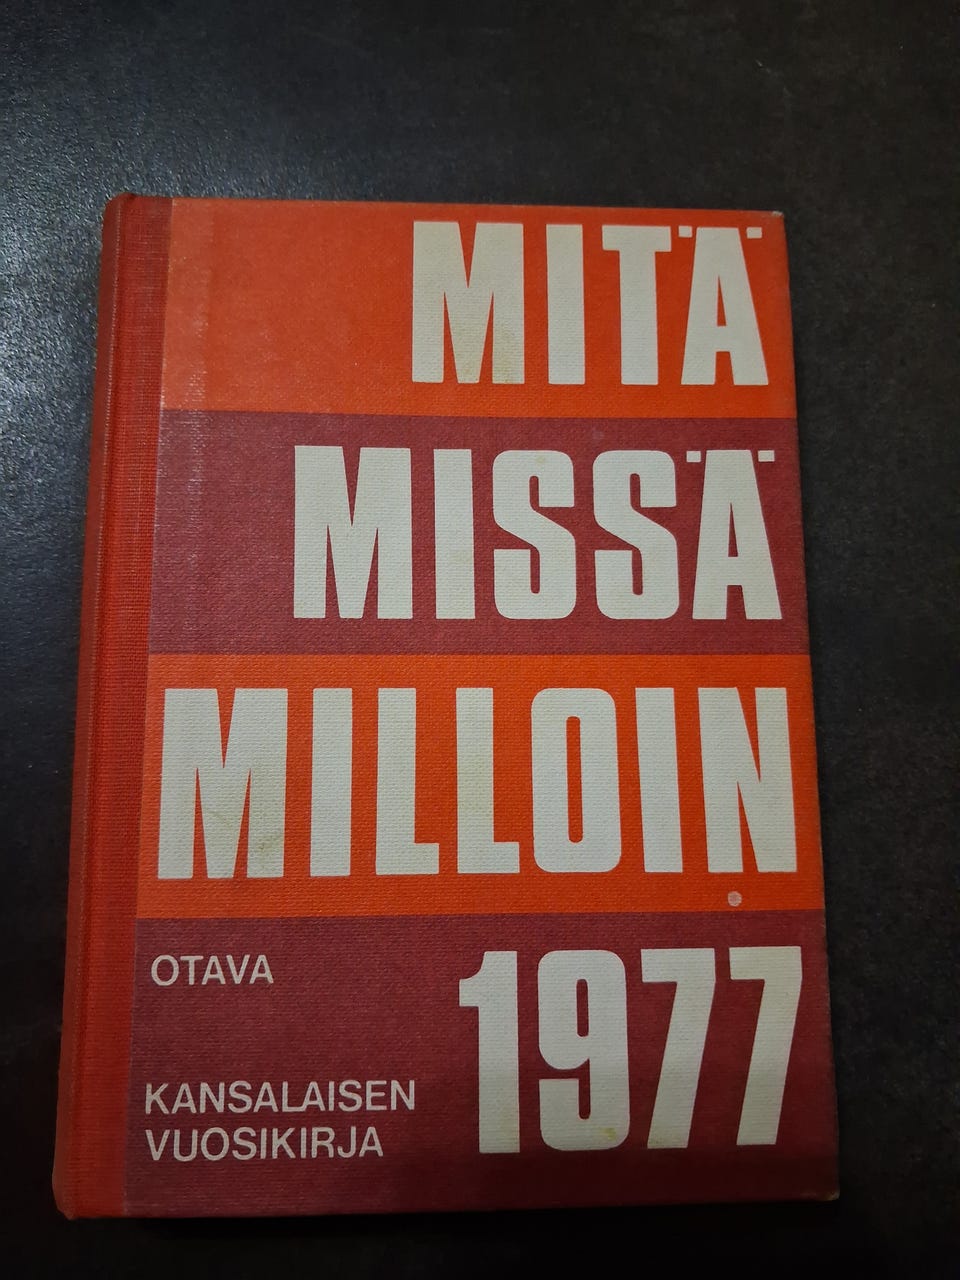 MITÄ
MISSÄ
MILLOIN
OTAVA
1977
KANSALAISEN
VUOSIKIRJA